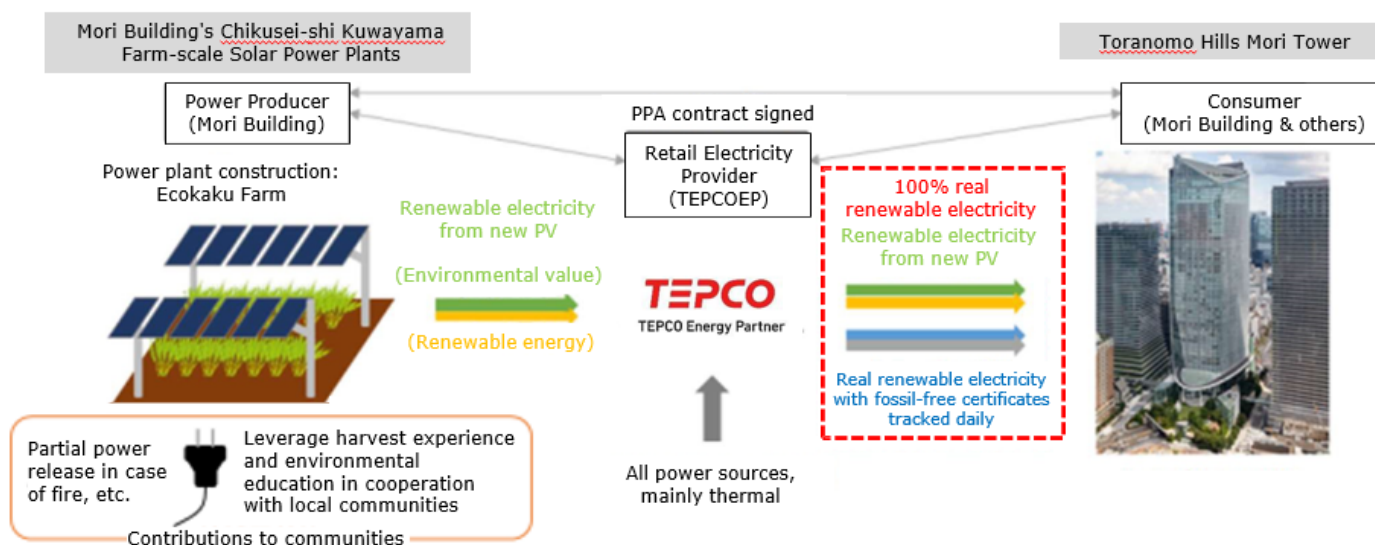 Mori Building's Chikusei-shi Kuwayama
Farm-scale Solar Power Plants
Toranomo Hills Mori Tower
Power Producer
(Mori Building)
PPA contract signed
Consumer
(Mori Building & others)
Retail Electricity
Provider
(TEPCOEP)
Power plant construction:
Ecokaku Farm
Renewable electricity
from new PV
(Environmental value)
(Renewable energy)
TEPCO
TEPCO Energy Partner
100% real
renewable electricity
Renewable electricity
from new PV
Real renewable electricity
with fossil-free certificates
tracked daily
All power sources,
mainly thermal
Partial power
release in case
of fire, etc.
Leverage harvest experience
and environmental
education in cooperation
with local communities
Contributions to communities